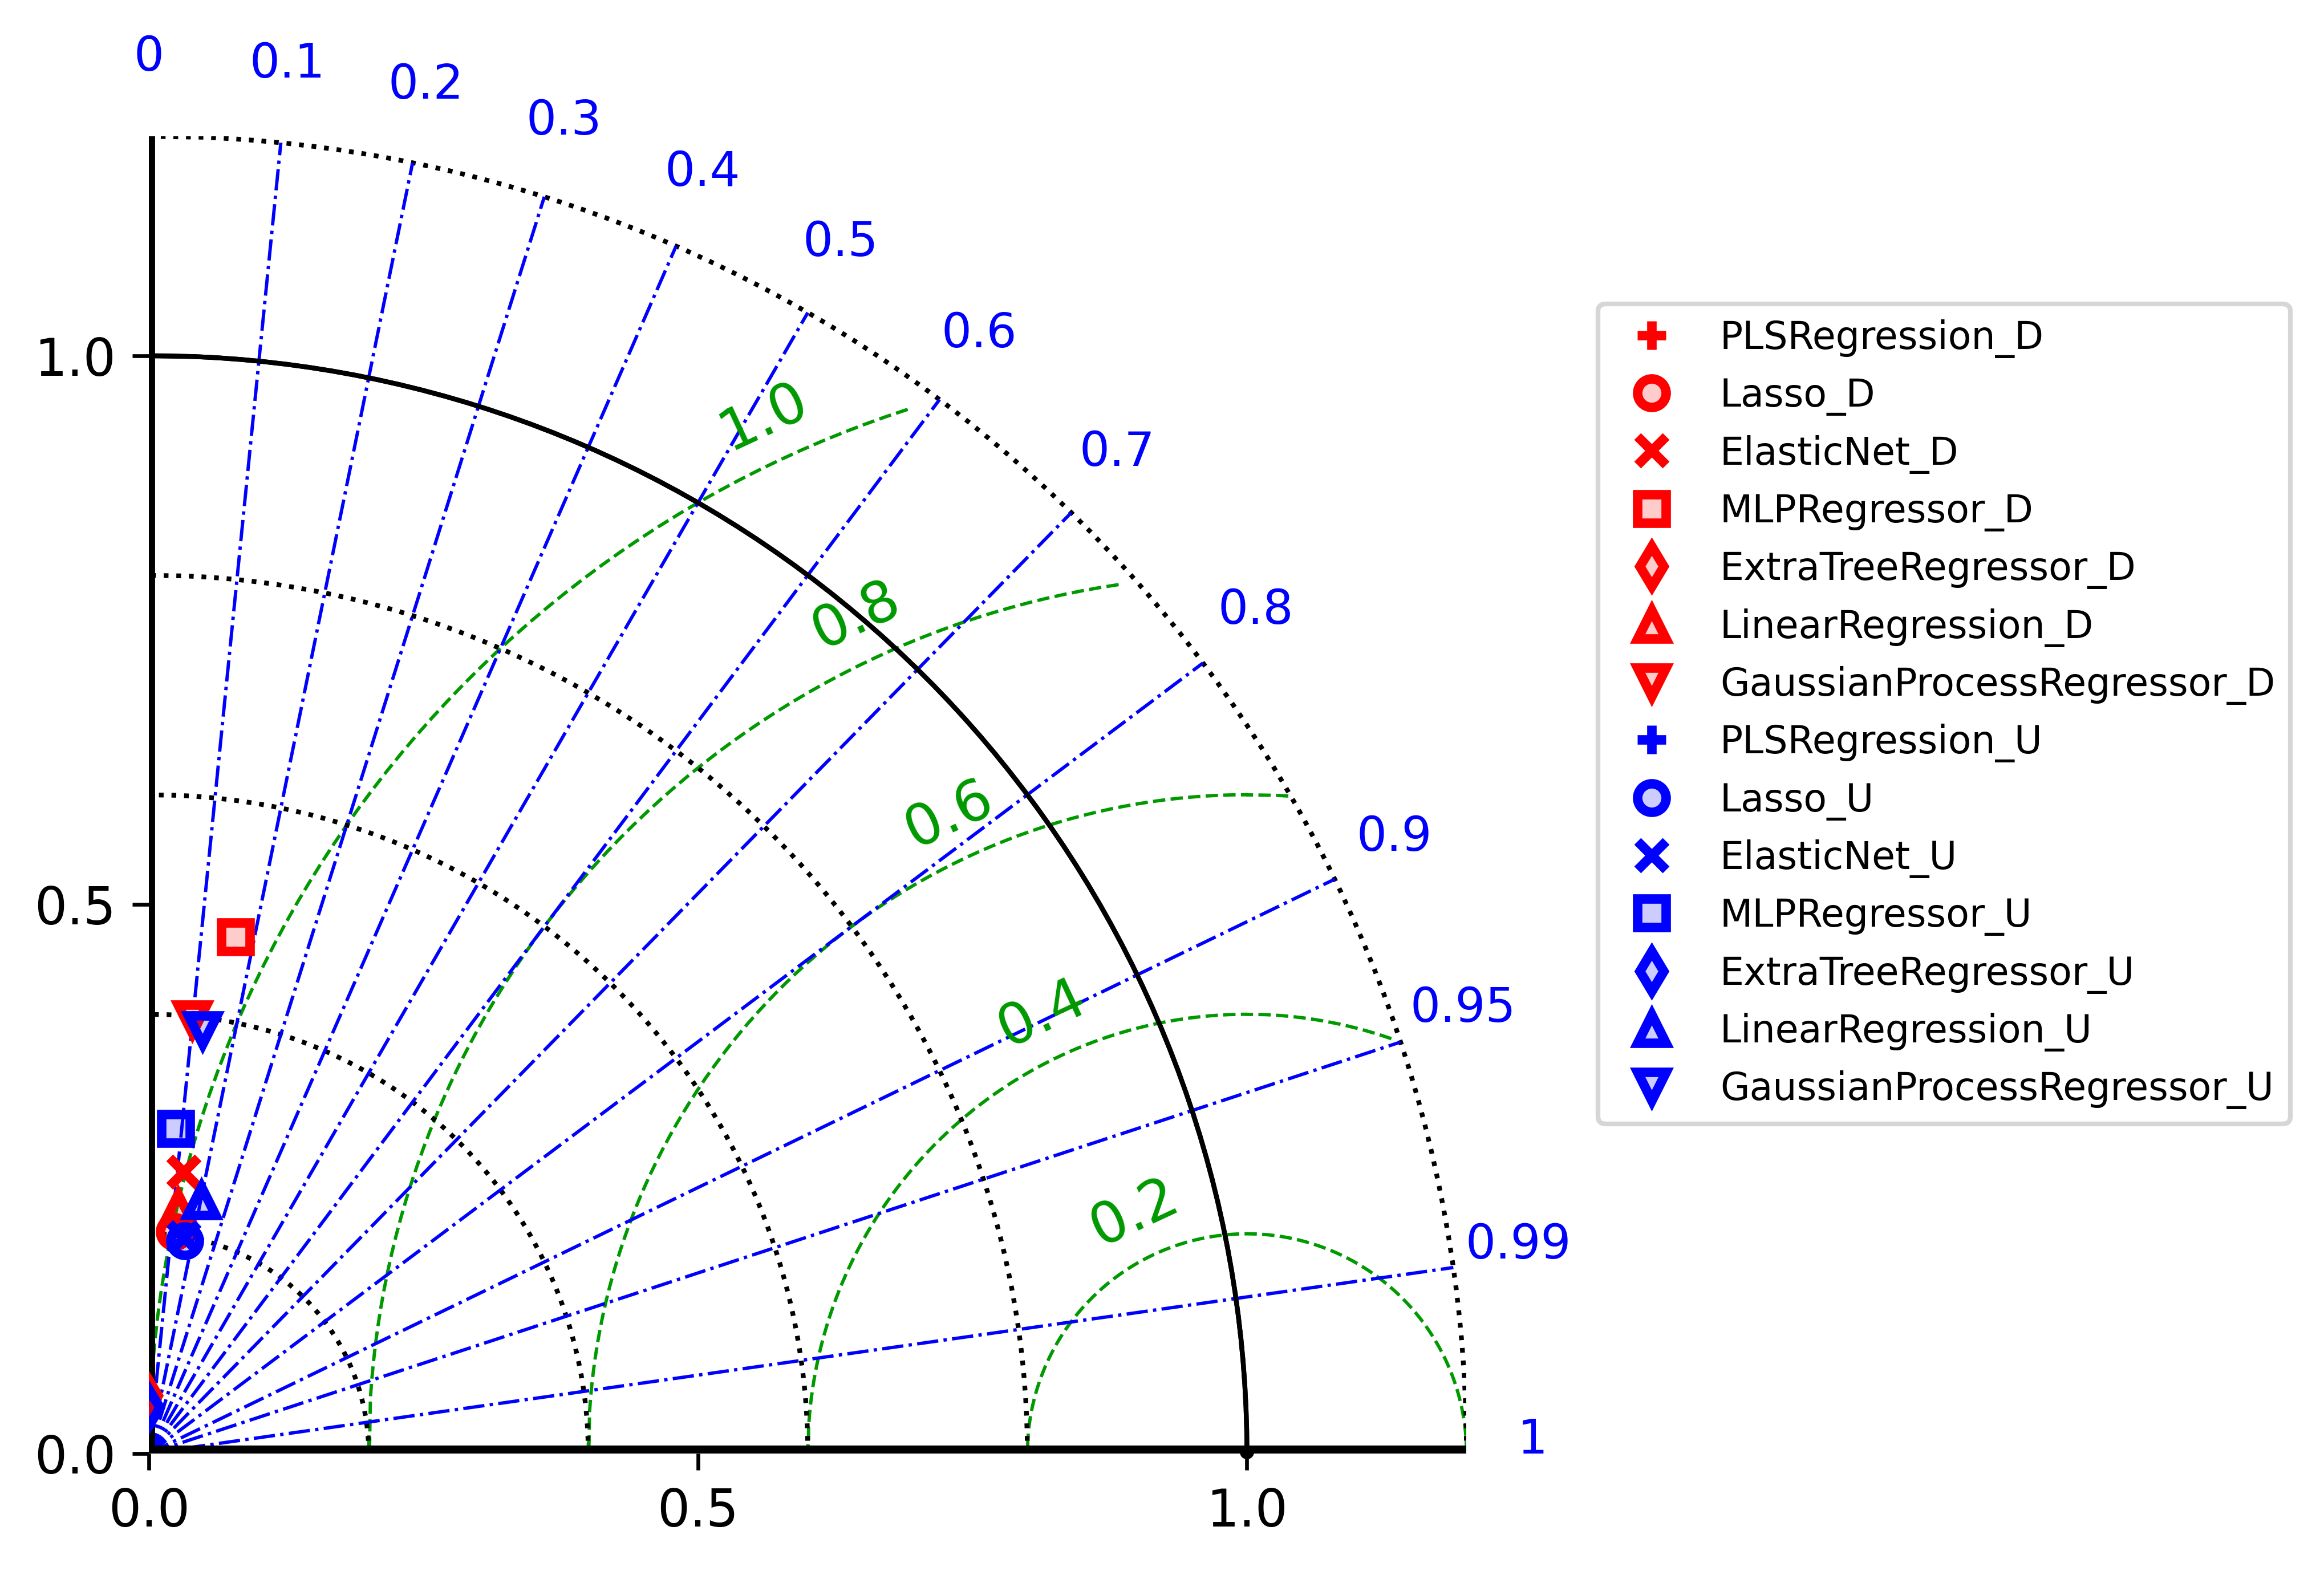 0
0.1
0.2
0.3
0.4
0.5
0.6
0.7
0.8
0.9
0.95
0.99
1
1.0
0.8
0.6
0.4
0.2
1.0
0.5
0.0
0.0
0.5
1.0
PLSRegression_D
Lasso_D
ElasticNet_D
MLPRegressor_D
ExtraTreeRegressor_D
LinearRegression_D
GaussianProcessRegressor_D
PLSRegression_U
Lasso_U
ElasticNet_U
MLPRegressor_U
ExtraTreeRegressor_U
LinearRegression_U
GaussianProcessRegressor_U